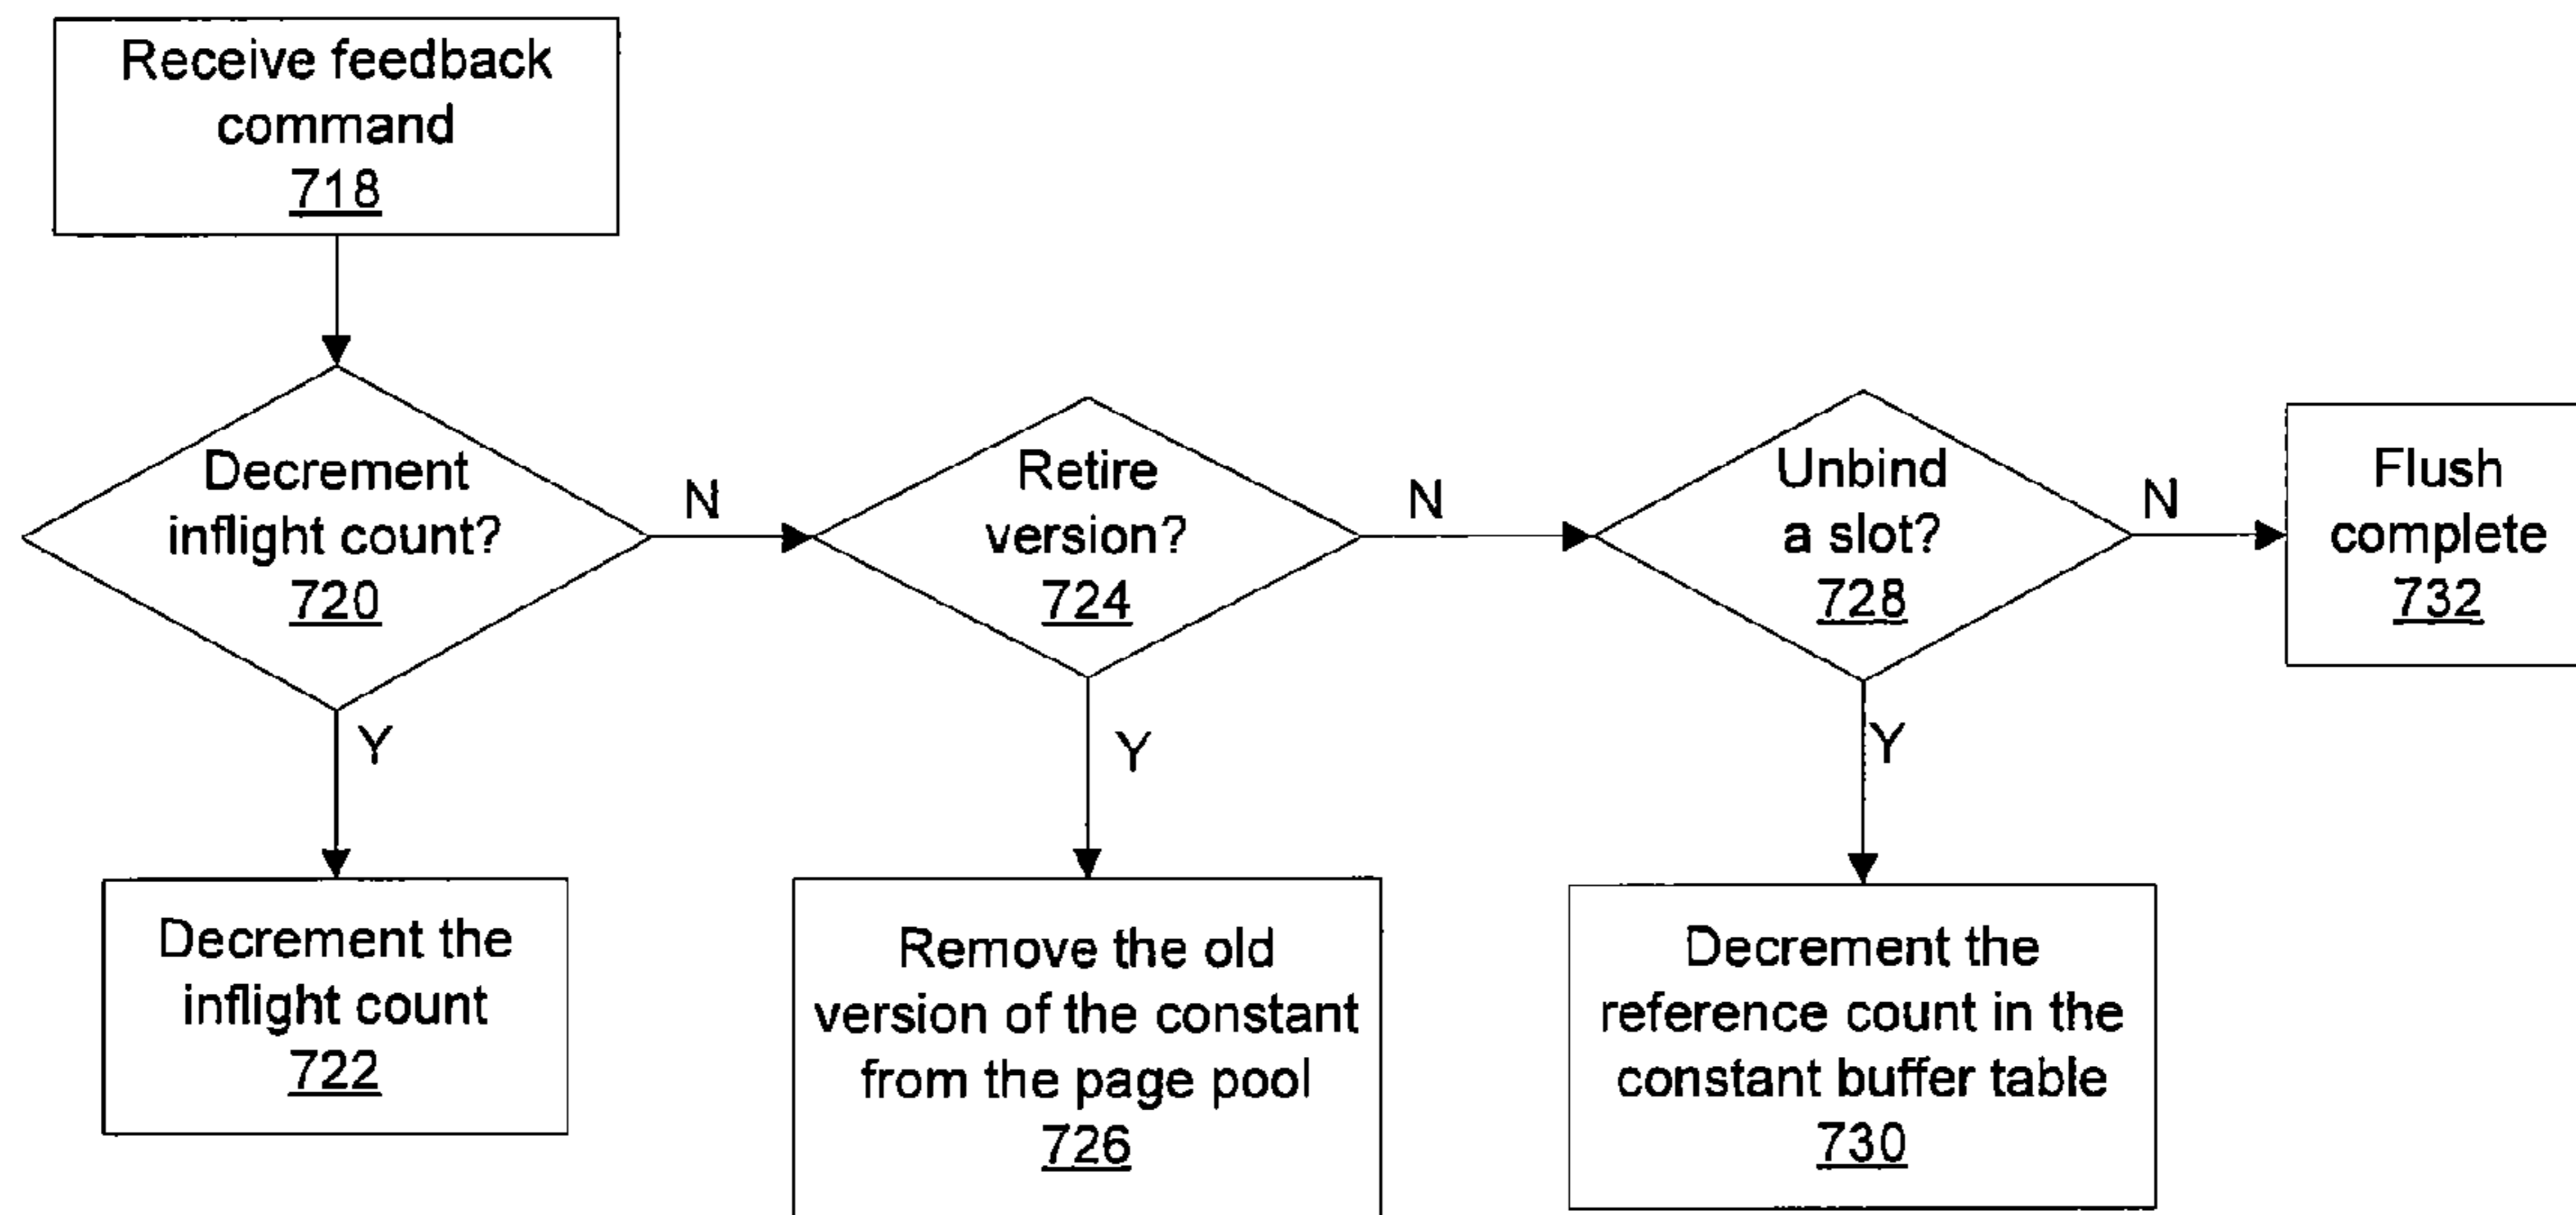 Receive feedback
command
718
Decrement
inflight count?
720
N
Retire
version?
724
N
Unbind
a slot?
728
N
Flush
complete
732
Y
Y
Y
Decrement the
inflight count
722
Remove the old
version of the constant
from the page pool
726
Decrement the
reference count in the
constant buffer table
730